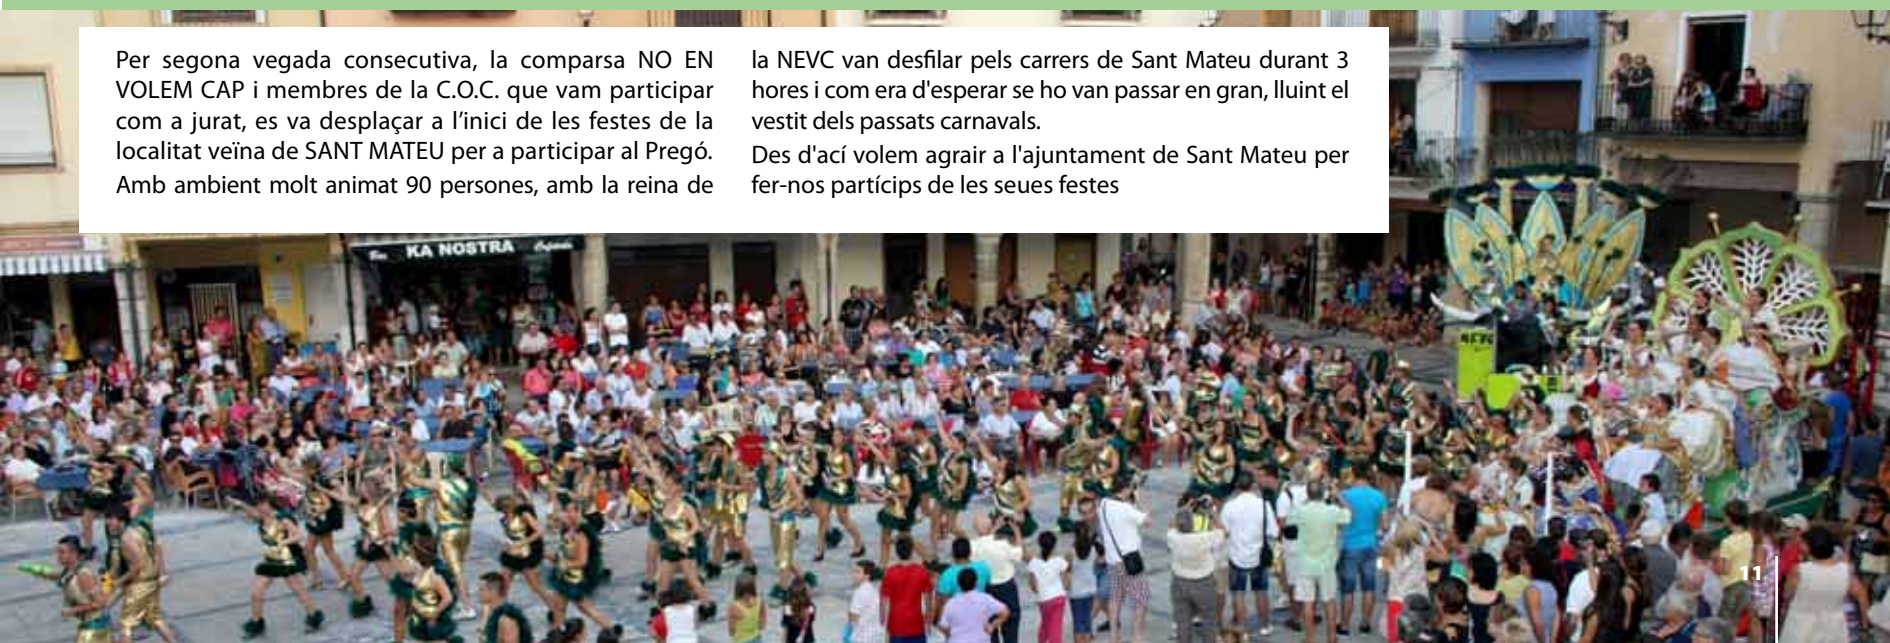 Per segona vegada consecutiva, la comparsa NO EN
VOLEM CAP i membres de la C.O.C. que vam participar
com a jurat, es va desplaçar a l’inici de les festes de la
localitat veïna de SANT MATEU per a participar al Pregó.
Amb ambient molt animat 90 persones, amb la reina de
la NEVC van desfilar pels carrers de Sant Mateu durant 3
hores i com era d'esperar se ho van passar en gran, lluint el
vestit dels passats carnavals.
Des d'ací volem agrair a l'ajuntament de Sant Mateu per
fer-nos partícips de les seues festes
Bar KA NOSTRA
11